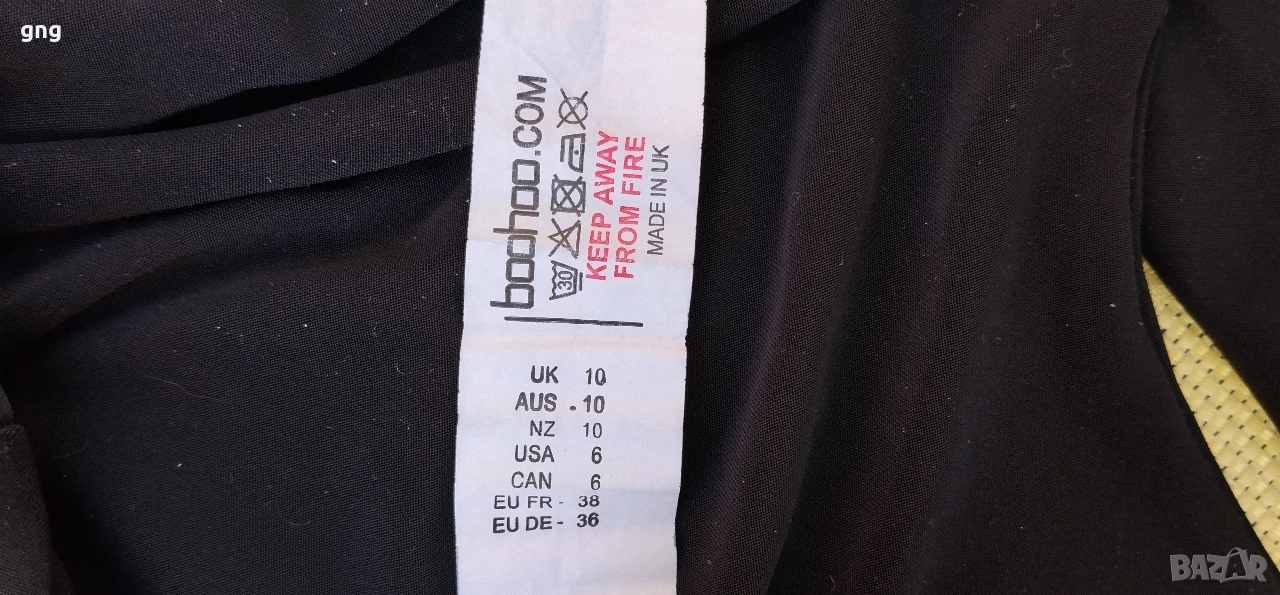 gng
boohoo.COM
30
KEEP AWAY
FROM FIRE
MADE IN UK
UK 10
AUS .10
NZ 10
USA 6
CAN 6
EU FR - 38
EU DE - 36
BAZAR